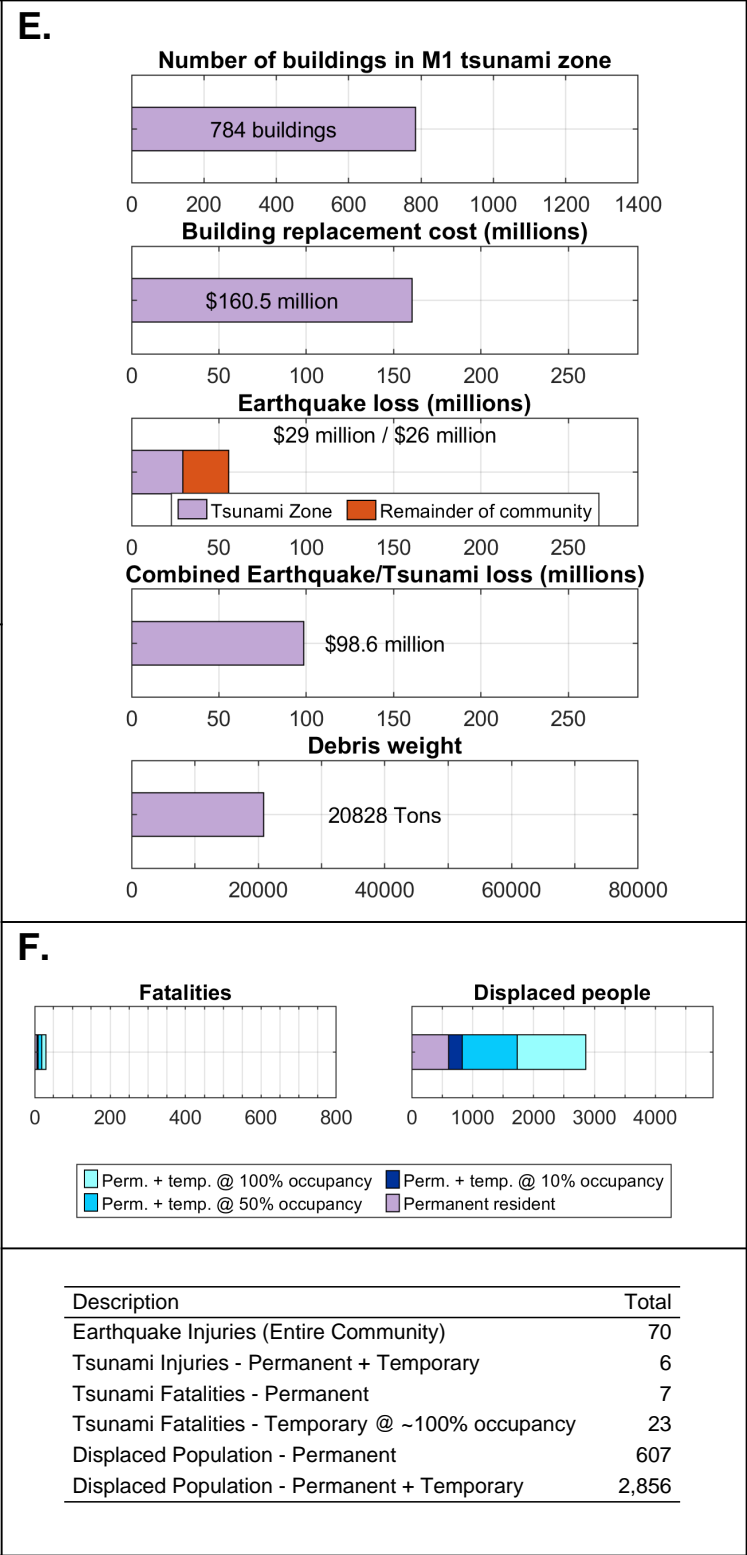 E.
Number of buildings in M1 tsunami zone
784 buildings
0 200 400 600 800 1000 1200 1400
Building replacement cost (millions)
$160.5 million
0 50 100 150 200 250
Earthquake loss (millions)
$29 million / $26 million
Tsunami Zone Remainder of community
0 50 100 150 200 250
Combined Earthquake/Tsunami loss (millions)
$98.6 million
0 50 100 150 200 250
Debris weight
20828 Tons
0 20000 40000 60000 80000
F.
Fatalities
0 200 400 600 800
Displaced people
0 1000 2000 3000 4000
Perm. + temp. @ 100% occupancy Perm. + temp. @ 10% occupancy
Perm. + temp. @ 50% occupancy Permanent resident
Description Total
Earthquake Injuries (Entire Community) 70
Tsunami Injuries - Permanent + Temporary 6
Tsunami Fatalities - Permanent 7
Tsunami Fatalities - Temporary @ ~100% occupancy 23
Displaced Population - Permanent 607
Displaced Population - Permanent + Temporary 2,856